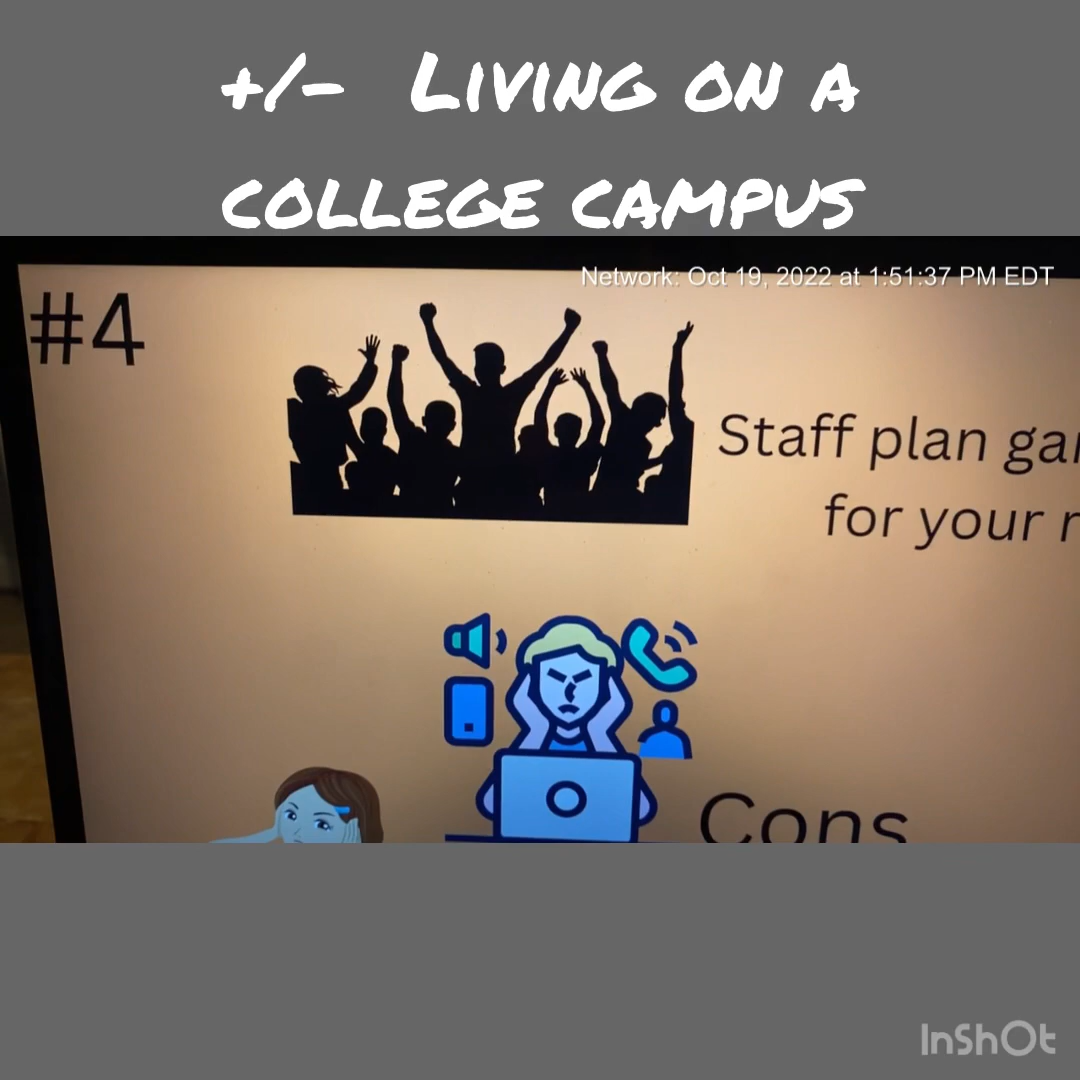 +/- Living on a
college campus
Network: Oct 19, 2022 at 1:51:37 PM EDT
#4
Staff plan
for your
Cons
InShOt